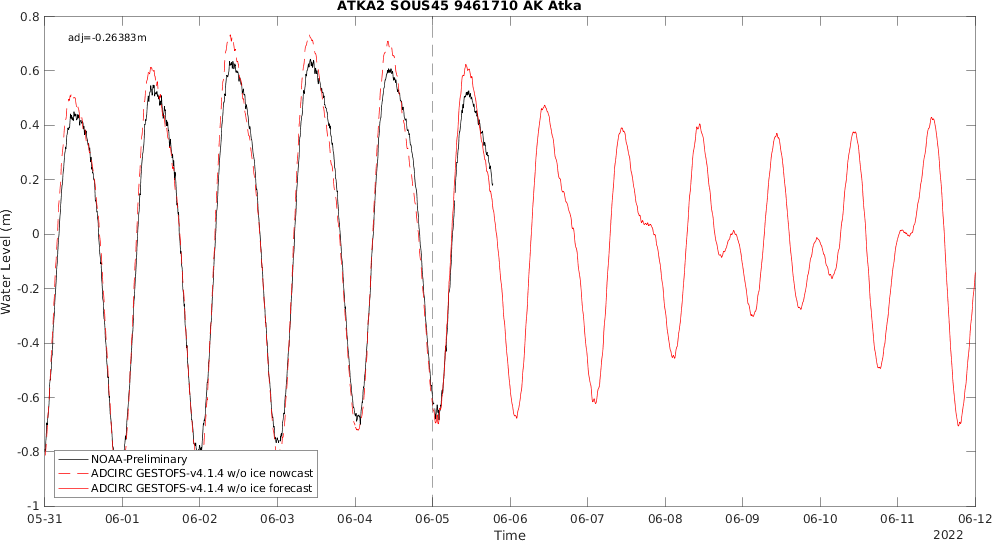 ATKA2 SOUS45 9461710 AK Atka
adj=-0.26383m
0.8
0.6
0.4
0.2
0
-0.2
-0.4
-0.6
-0.8
-1
Water Level (m)
NOAA-Preliminary
ADCIRC GESTOFS-v4.1.4 w/o ice nowcast
ADCIRC GESTOFS-v4.1.4 w/o ice forecast
05-31 06-01 06-02 06-03 06-04 06-05 06-06 06-07 06-08 06-09 06-10 06-11 06-12
Time
2022